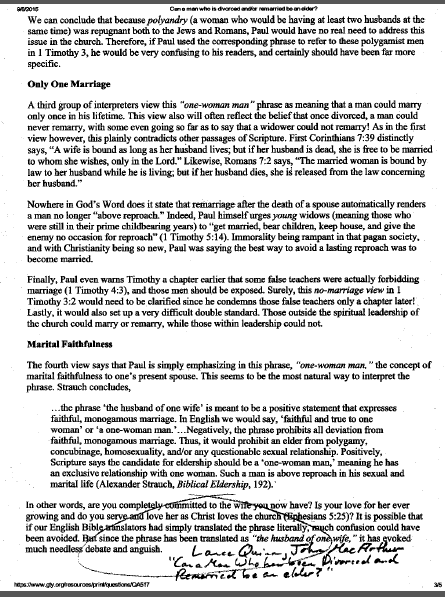 9/8/2015
Can a man who is divorced and/or remarried be an elder?
We can conclude that because polyandry (a woman who would be having at least two husbands at the
same time) was repugnant both to the Jews and Romans, Paul would have no real need to address this
issue in the church. Therefore, if Paul used the corresponding phrase to refer to these polygamist men
in 1 Timothy 3, he would be very confusing to his readers, and certainly should have been far more
specific.
Only One Marriage
A third group of interpreters view this "one-woman man" phrase as meaning that a man could marry
only once in his lifetime. This view also will often reflect the belief that once divorced, a man could
never remarry, with some even going so far as to say that a widower could not remarry! As in the first
view however, this plainly contradicts other passages of Scripture. First Corinthians 7:39 distinctly
says, "A wife is bound as long as her husband lives; but if her husband is dead, she is free to be married
to whom she wishes, only in the Lord." Likewise, Romans 7:2 says, "The married woman is bound by
law to her husband while he is living; but if her husband dies, she is released from the law concerning
her husband."
Nowhere in God's Word does it state that remarriage after the death of a spouse automatically renders
a man no longer "above reproach." Indeed, Paul himself urges young widows (meaning those who
were still in their prime childbearing years) to "get married, bear children, keep house, and give the
enemy no occasion for reproach" (1 Timothy 5:14). Immorality being rampant in that pagan society,
and with Christianity being so new, Paul was saying the best way to avoid a lasting reproach was to
become married.
Finally, Paul even warns Timothy a chapter earlier that some false teachers were actually forbidding
marriage (1 Timothy 4:3), and those men should be exposed. Surely, this no-marriage view in 1
Timothy 3:2 would need to be clarified since he condemns those false teachers only a chapter later!
Lastly, it would also set up a very difficult double standard. Those outside the spiritual leadership of
the church could marry or remarry, while those within leadership could not.
Marital Faithfulness
The fourth view says that Paul is simply emphasizing in this phrase, "one-woman man, " the concept of
marital faithfulness to one's present spouse. This seems to be the most natural way to interpret the
phrase. Strauch concludes,
…the phrase 'the husband of one wife' is meant to be a positive statement that expresses
faithful, monogamous marriage. In English we would say, 'faithful and true to one
woman' or 'a one-woman man.'…Negatively, the phrase prohibits all deviation from
faithful, monogamous marriage. Thus, it would prohibit an elder from polygamy,
concubinage, homosexuality, and/or any questionable sexual relationship. Positively,
Scripture says the candidate for eldership should be a 'one-woman man,' meaning he has
an exclusive relationship with one woman. Such a man is above reproach in his sexual and
marital life (Alexander Strauch, Biblical Eldership, 192).
In other words, are you completely committed to the wife you now have? Is your love for her ever
growing and do you serve and love her as Christ loves the church (Ephesians 5:25)? It is possible that
if our English Bible translators had simply translated the phrase literally, much confusion could have
been avoided. But since the phrase has been translated as "the husband of one wife," it has evoked
much needless debate and anguish.
Lance Quinn, John MacArthur
"Can a Man Who has been Divorced and
Remarried be an elder?"
https://www.gty.org/resources/print/questions/QA517
3/5